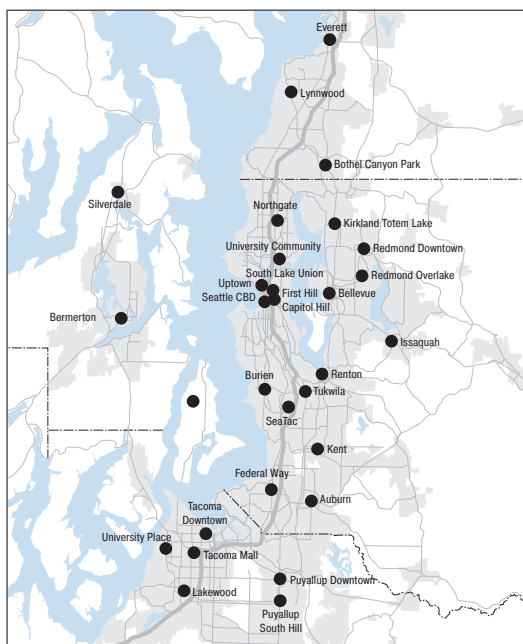 Everett
Lynnwood
Bothel Canyon Park
Silverdale
Northgate
Kirkland Totem Lake
University Community
Redmond Downtown
South Lake Union
Redmond Overlake
Uptown
First Hill
Bellevue
Seattle CBD
Capitol Hill
Bermerton
Issaquah
Renton
Burien
Tukwila
SeaTac
Kent
Federal Way
Auburn
Tacoma
Downtown
University Place
Tacoma Mall
Puyallup Downtown
Lakewood
Puyallup
South Hill